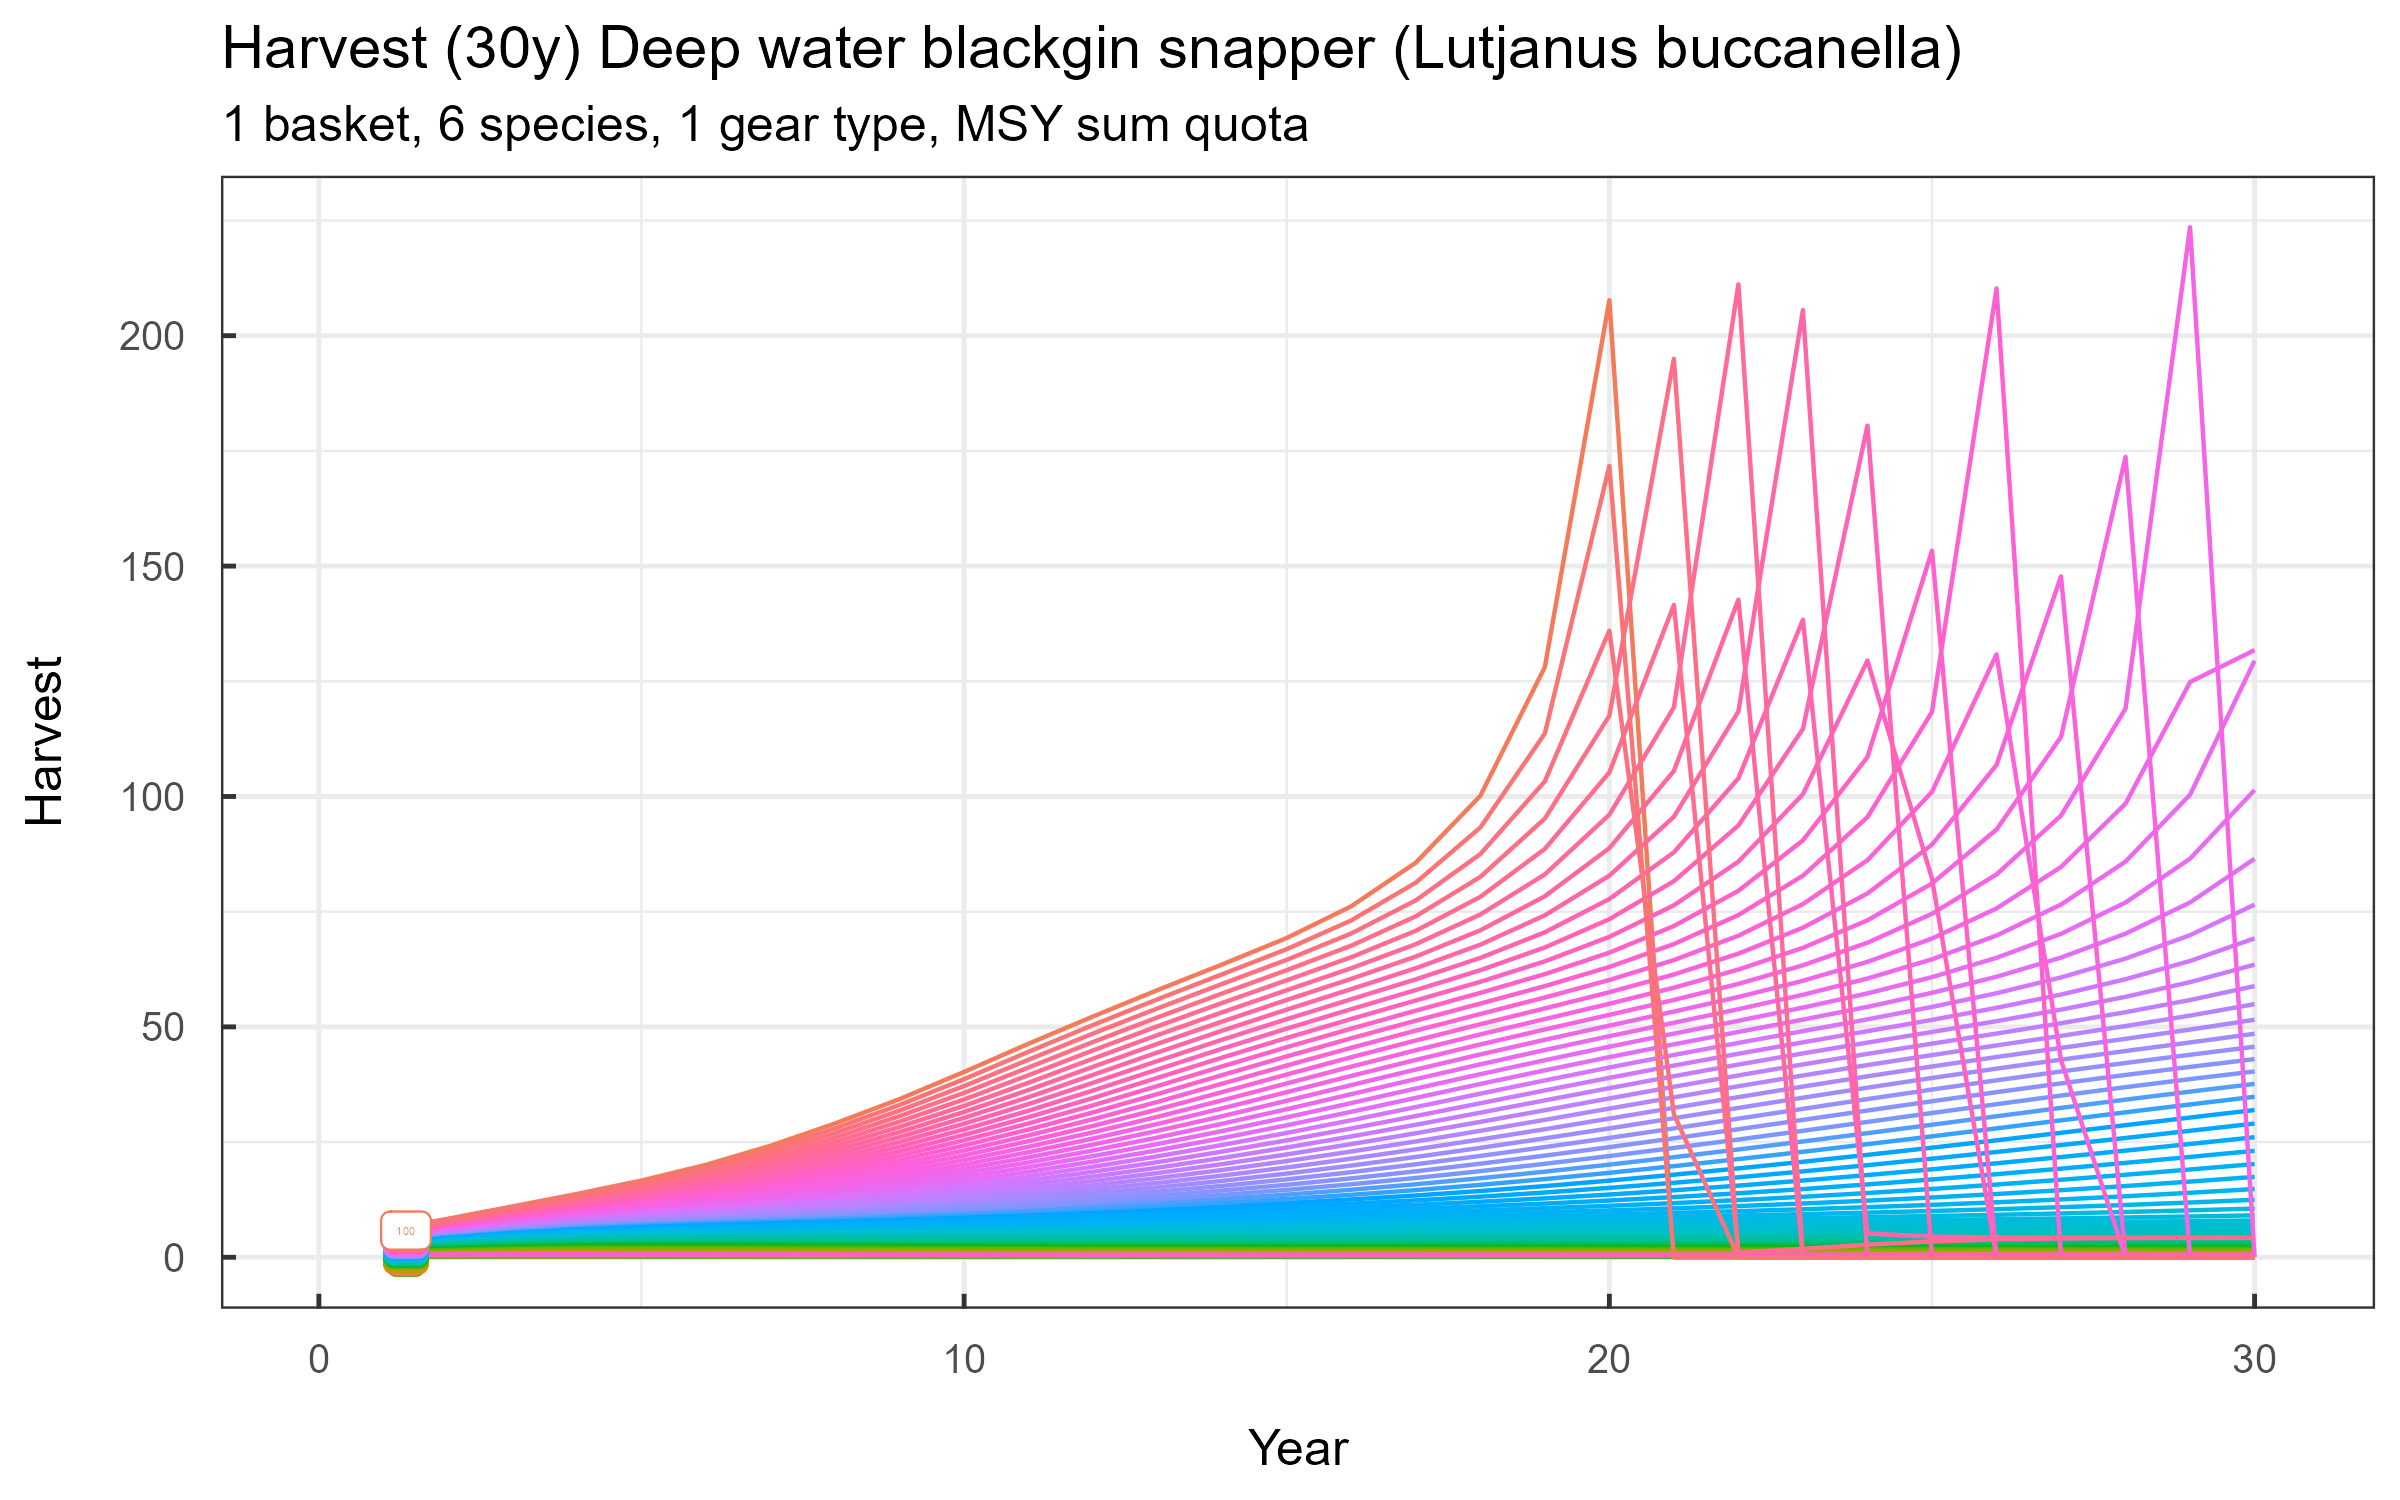 Harvest (30y) Deep water blackgin snapper (Lutjanus buccanella)
1 basket, 6 species, 1 gear type, MSY sum quota
200
150
100
50
0
Harvest
100
0
10
20
30
Year